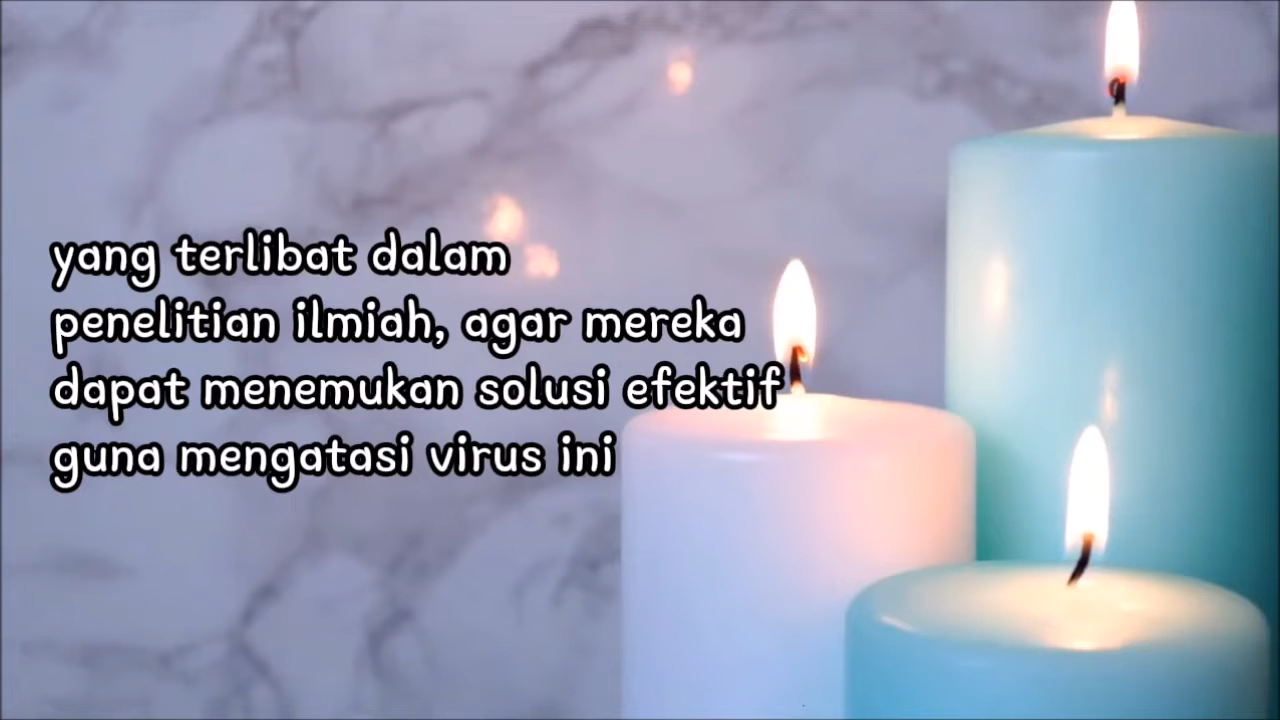 yang terlibat dalam
penelitian ilmiah, agar mereka
dapat menemukan solusi efektif
guna mengatasi virus ini